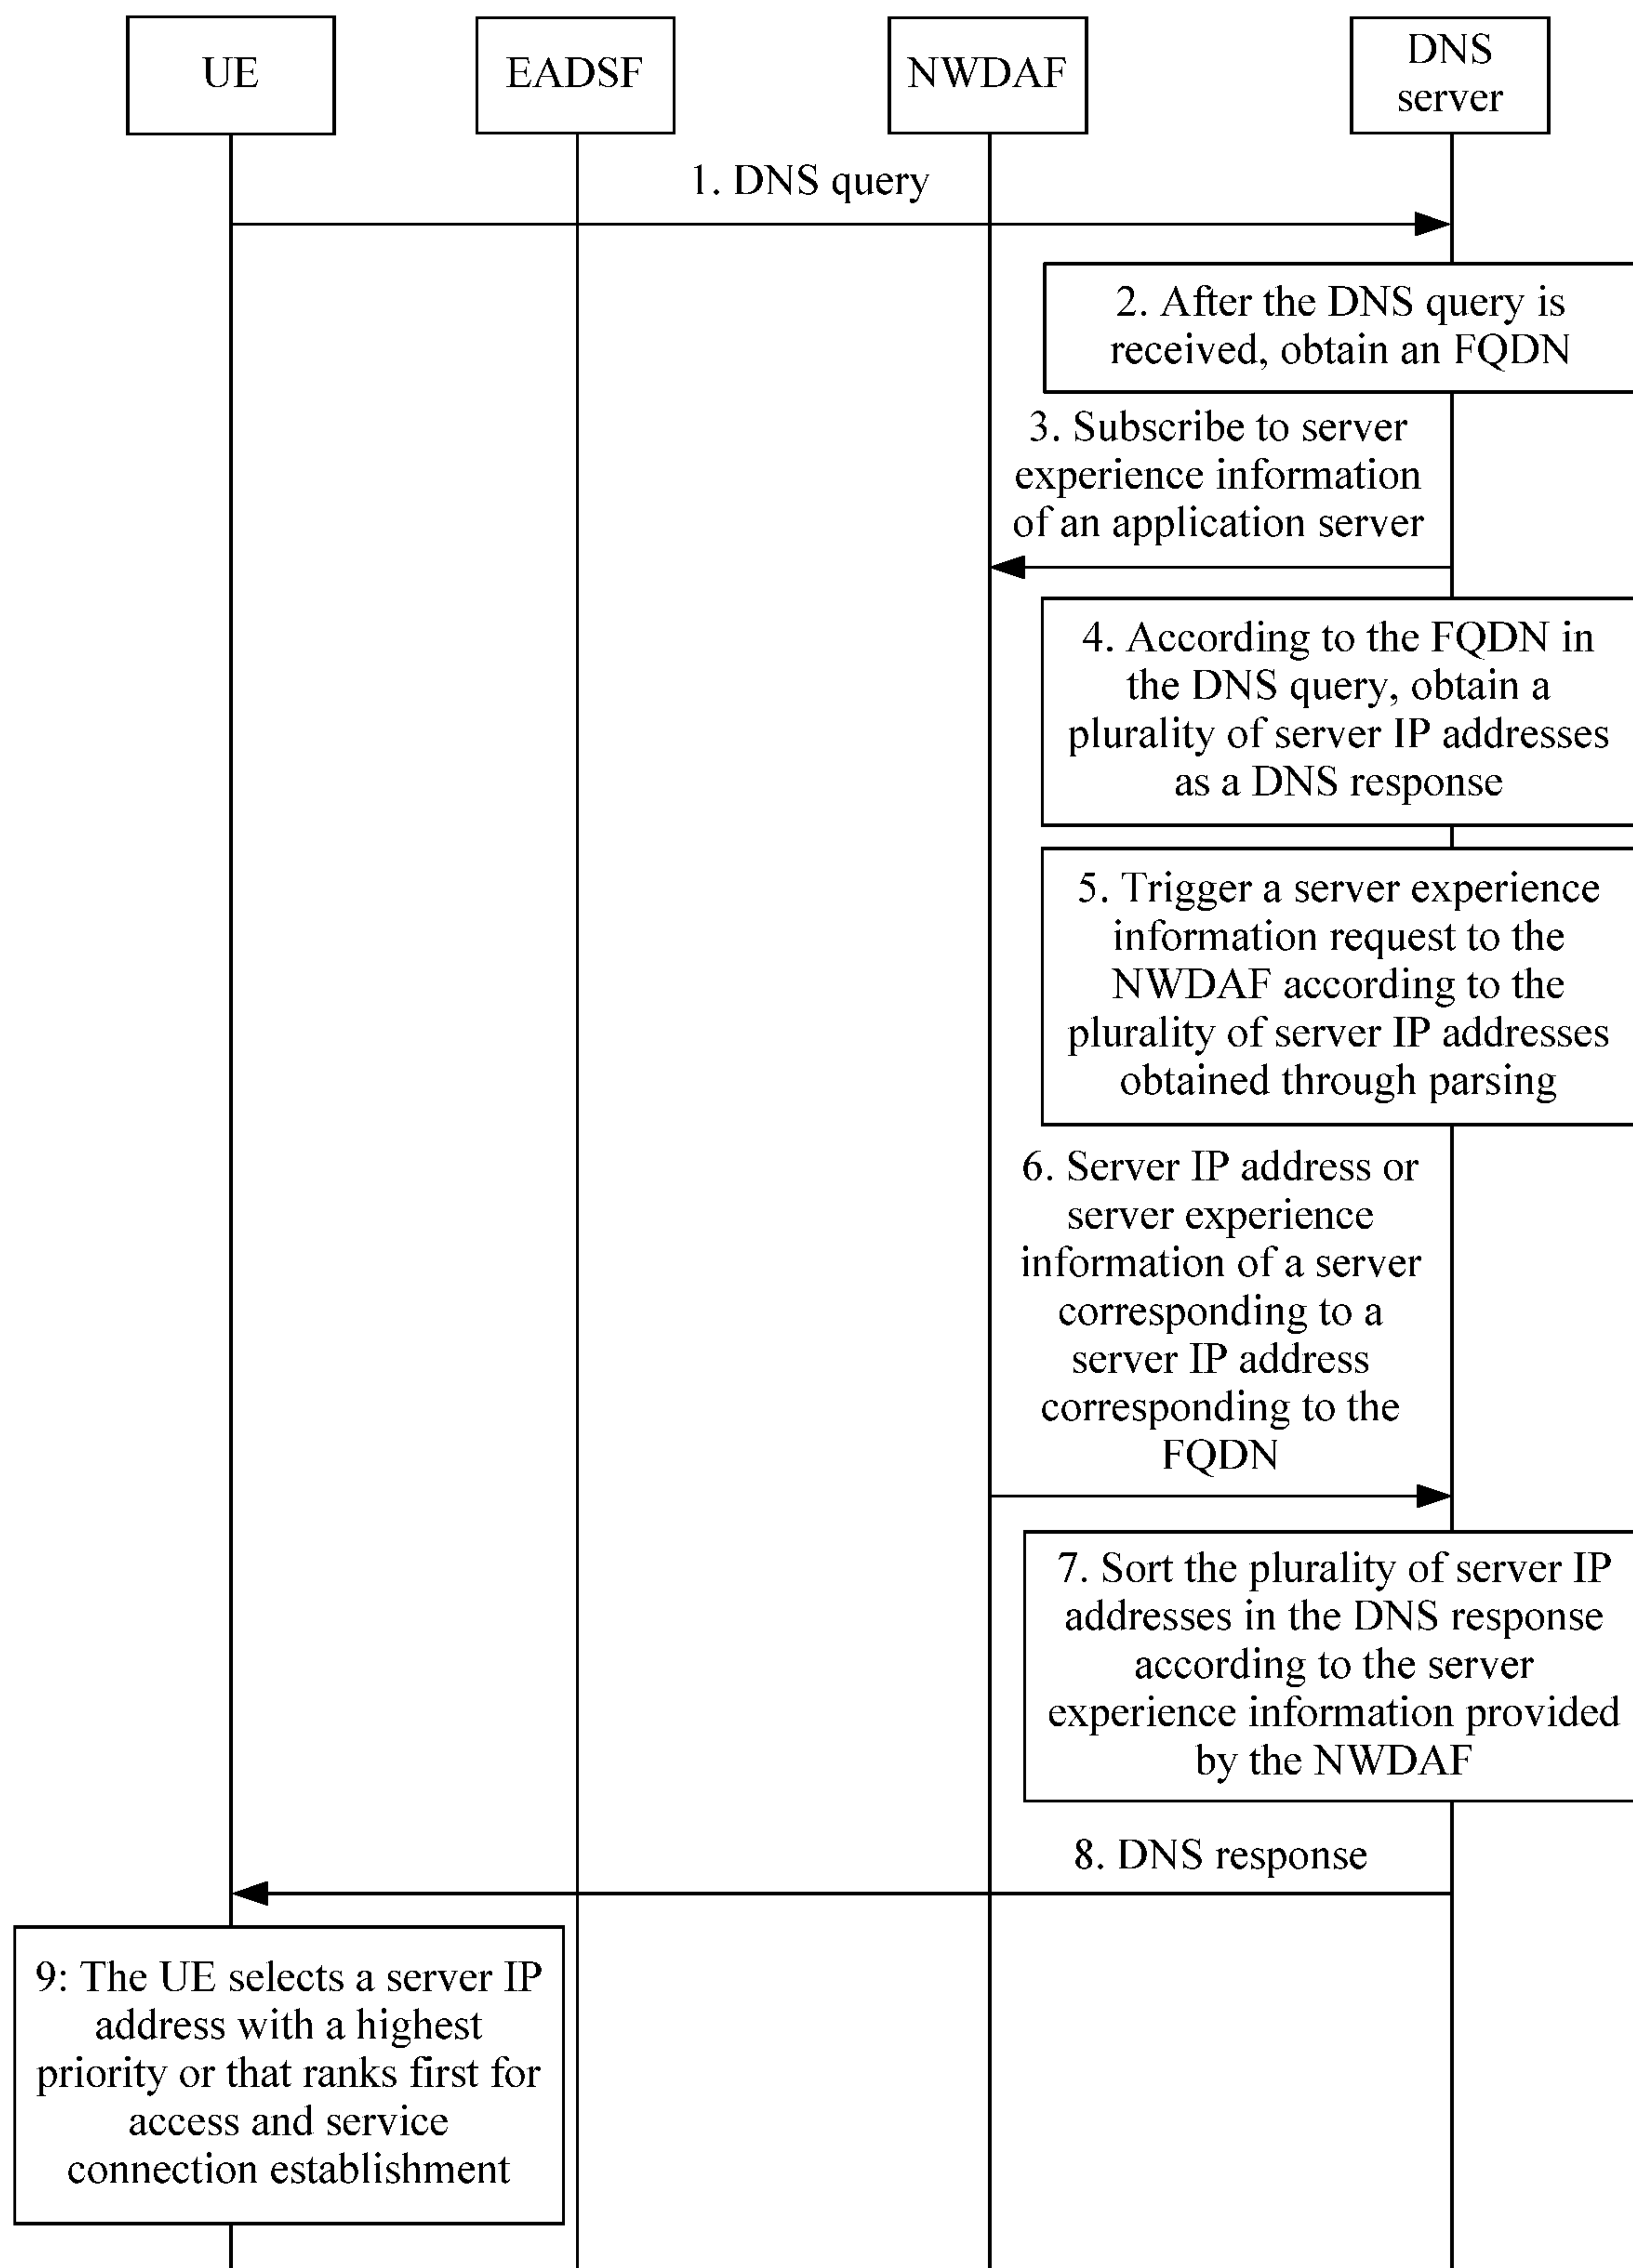 UE
EADSF
NWDAF
DNS
server
1. DNS query
2. After the DNS query is
received, obtain an FQDN
3. Subscribe to server
experience information
of an application server
4. According to the FQDN in
the DNS query, obtain a
plurality of server IP addresses
as a DNS response
5. Trigger a server experience
information request to the
NWDAF according to the
plurality of server IP addresses
obtained through parsing
6. Server IP address or
server experience
information of a server
corresponding to a
server IP address
corresponding to the
FQDN
7. Sort the plurality of server IP
addresses in the DNS response
according to the server
experience information provided
by the NWDAF
8. DNS response
9: The UE selects a server IP
address with a highest
priority or that ranks first for
access and service
connection establishment